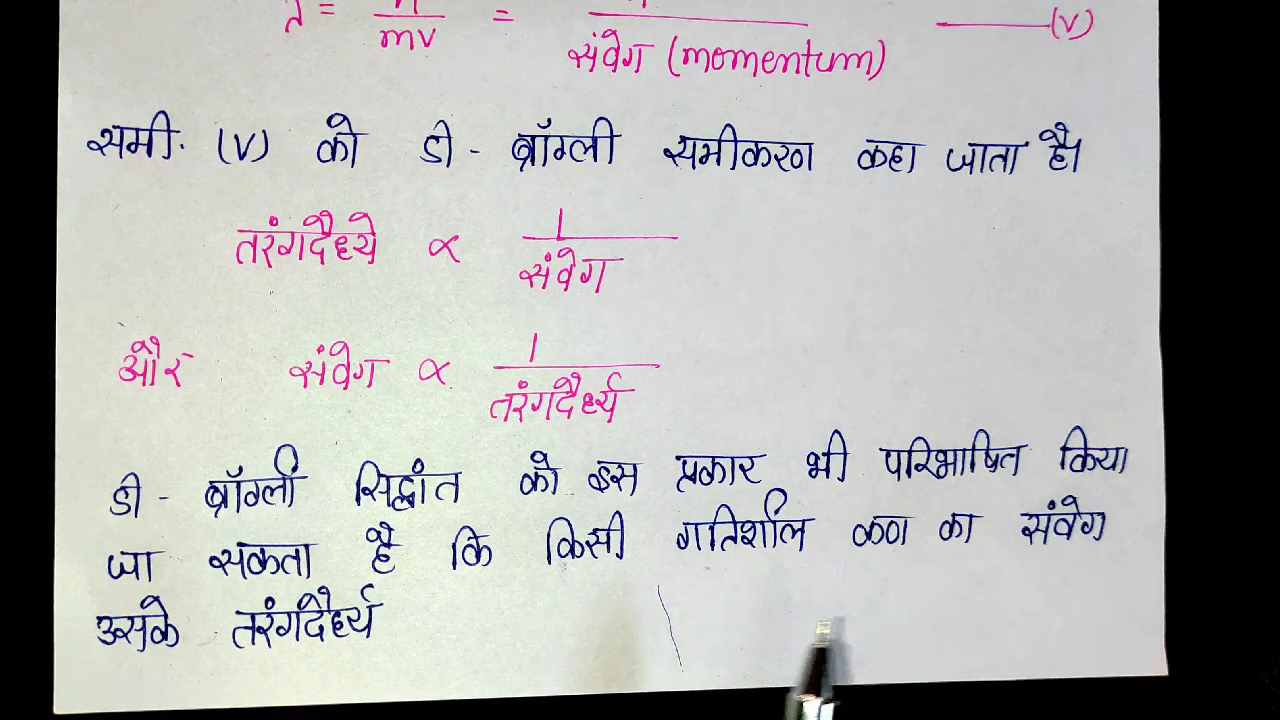 λ = h/mv = h/संवेग (momentum) ———(v)
समी. (v) को डी - ब्रॉग्ली समीकरण कहा जाता है।
तरंगदैर्ध्य ∝ 1/संवेग
और संवेग ∝ 1/तरंगदैर्ध्य
डी - ब्रॉग्ली सिद्धांत को इस प्रकार भी परिभाषित किया
जा सकता है कि किसी गतिशील कण का संवेग
उसके तरंगदैर्ध्य